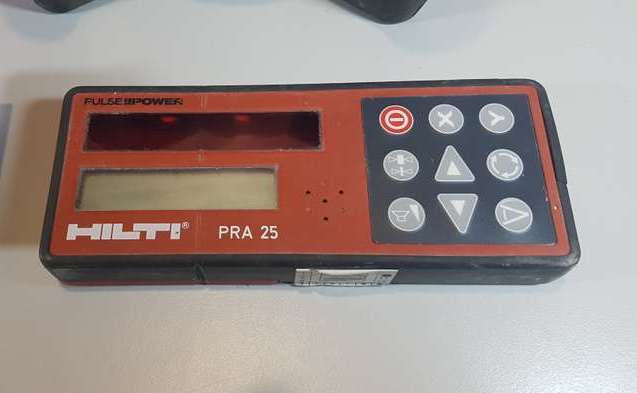 PULSE POWER
HILTI®
PRA 25
X
Y